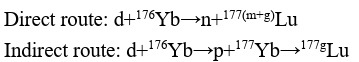 Direct route: d+¹⁷⁶Yb→n+¹⁷⁷⁽ᵐ⁺ᵍ⁾Lu
Indirect route: d+¹⁷⁶Yb→p+¹⁷⁷Yb→¹⁷⁷ᵍLu